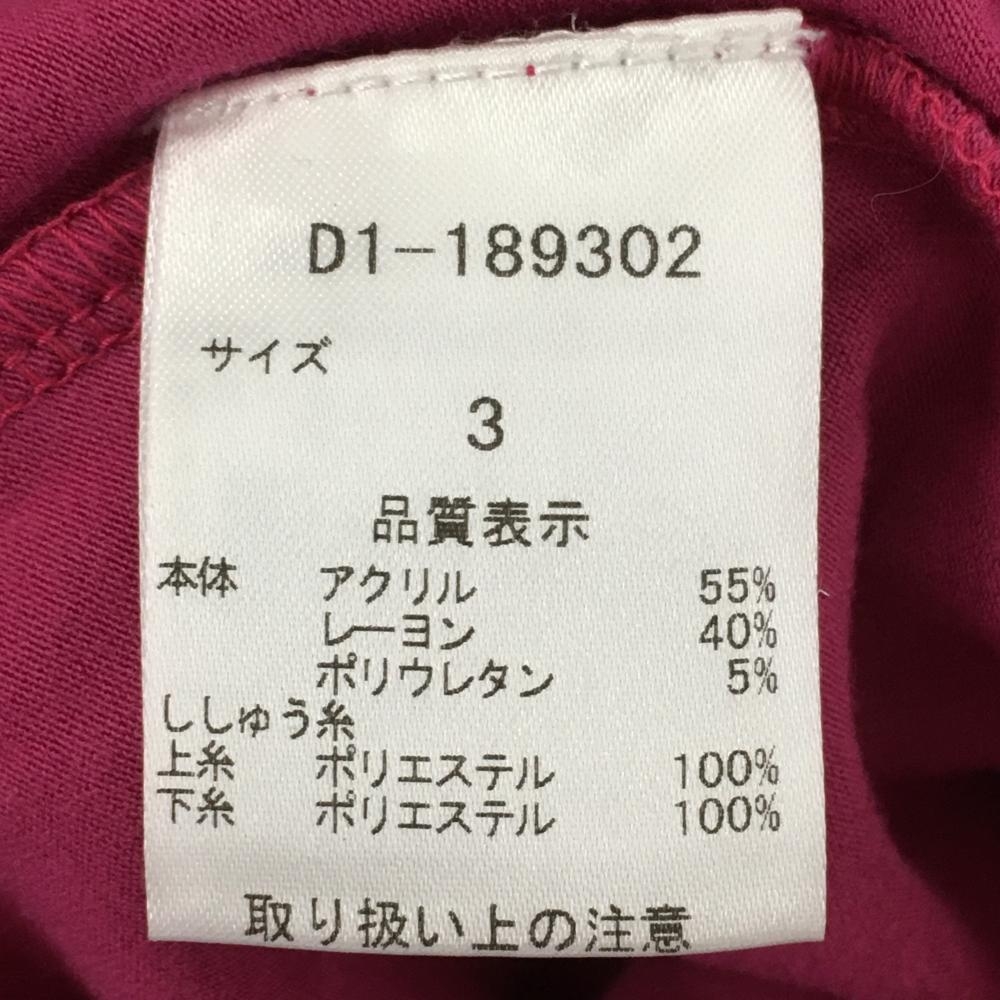 D1-189302
サイズ
3
品質表示
本体 アクリル 55%
レーヨン 40%
ポリウレタン 5%
ししゅう糸
上糸 ポリエステル 100%
下糸 ポリエステル 100%
取り扱い上の注意